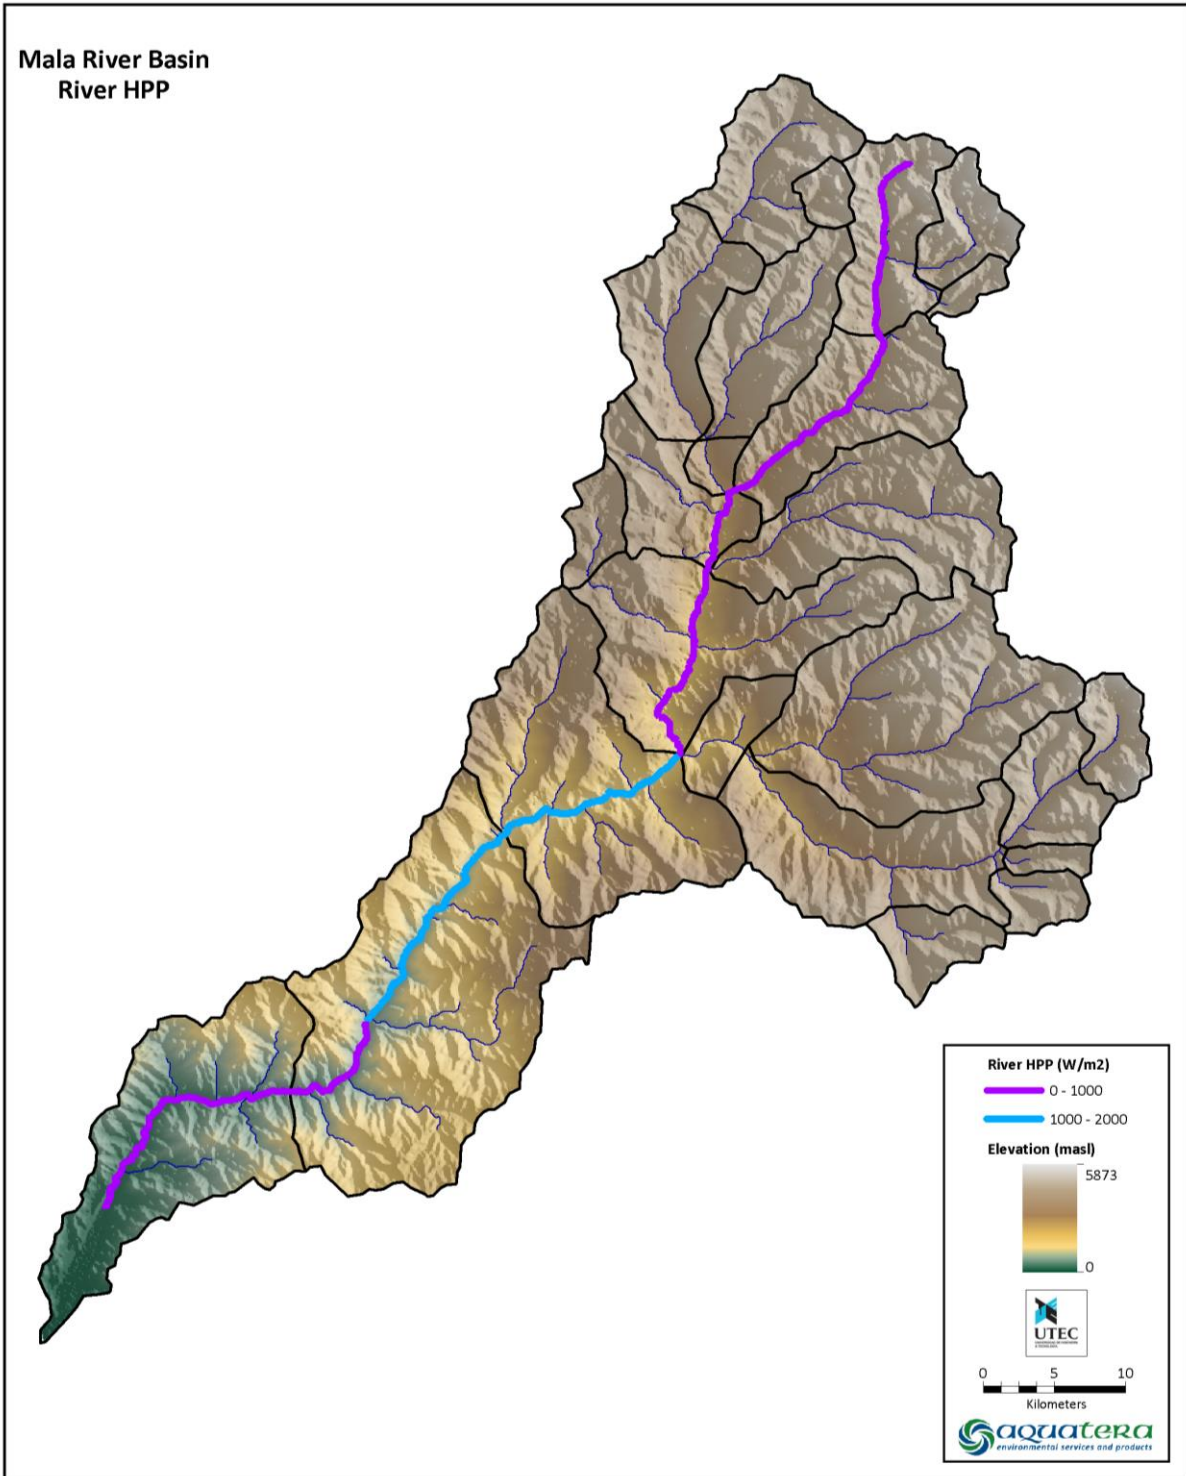 Mala River Basin
River HPP
River HPP (W/m2)
0 - 1000
1000 - 2000
Elevation (masl)
5873
0
UTEC
0 5 10
Kilometers
aquatera
environmental services and products